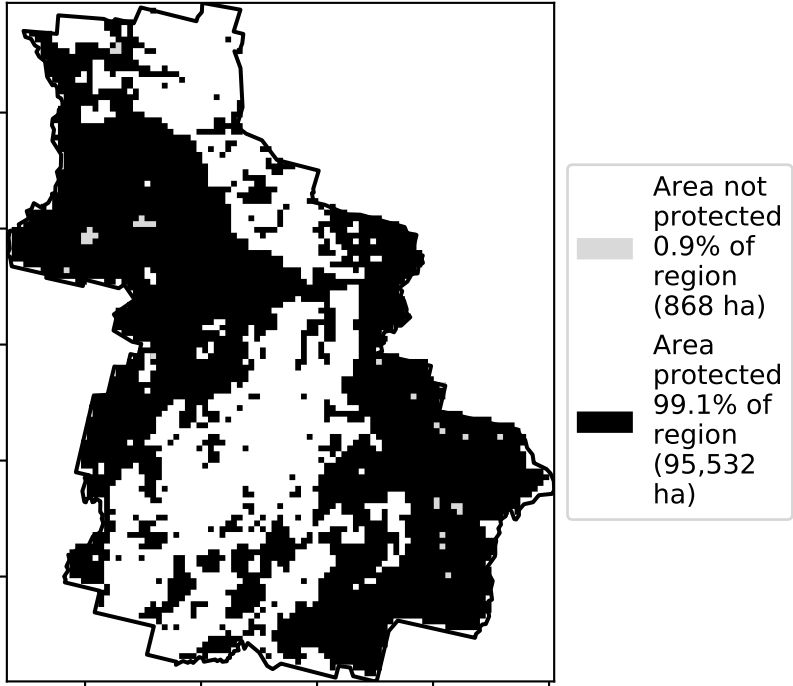 Area not
protected
0.9% of
region
(868 ha)
Area
protected
99.1% of
region
(95,532
ha)